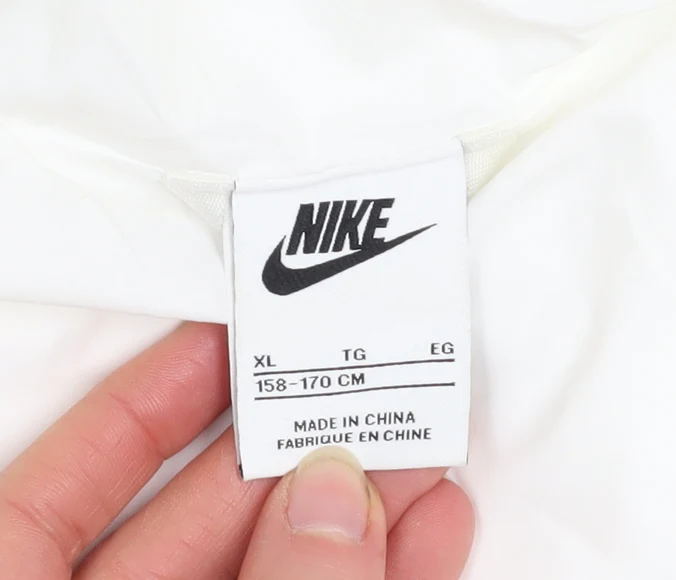 NIKE
XL TG EG
158-170 CM
MADE IN CHINA
FABRIQUE EN CHINE